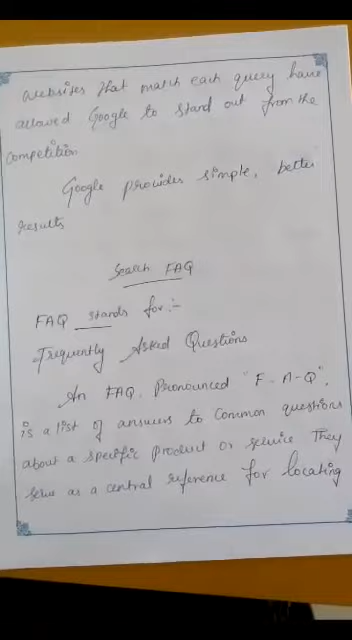 websites that match each query have
allowed Google to stand out from the
competition
Google provides simple, better
results
Search FAQ
FAQ stands for:-
Frequently Asked Questions
An FAQ, Pronounced "F-A-Q",
is a list of answers to Common questions
about a specific product or service They
serve as a central reference for locating